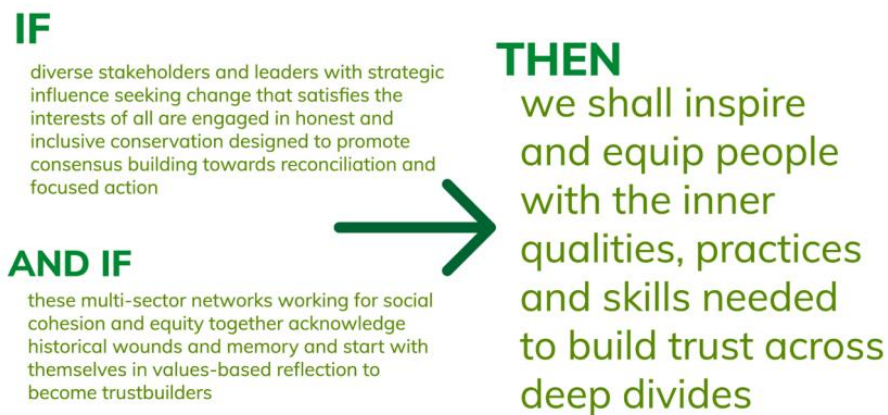 IF
diverse stakeholders and leaders with strategic
influence seeking change that satisfies the
interests of all are engaged in honest and
inclusive conservation designed to promote
consensus building towards reconciliation and
focused action
AND IF
these multi-sector networks working for social
cohesion and equity together acknowledge
historical wounds and memory and start with
themselves in values-based reflection to
become trustbuilders
THEN
we shall inspire
and equip people
with the inner
qualities, practices
and skills needed
to build trust across
deep divides